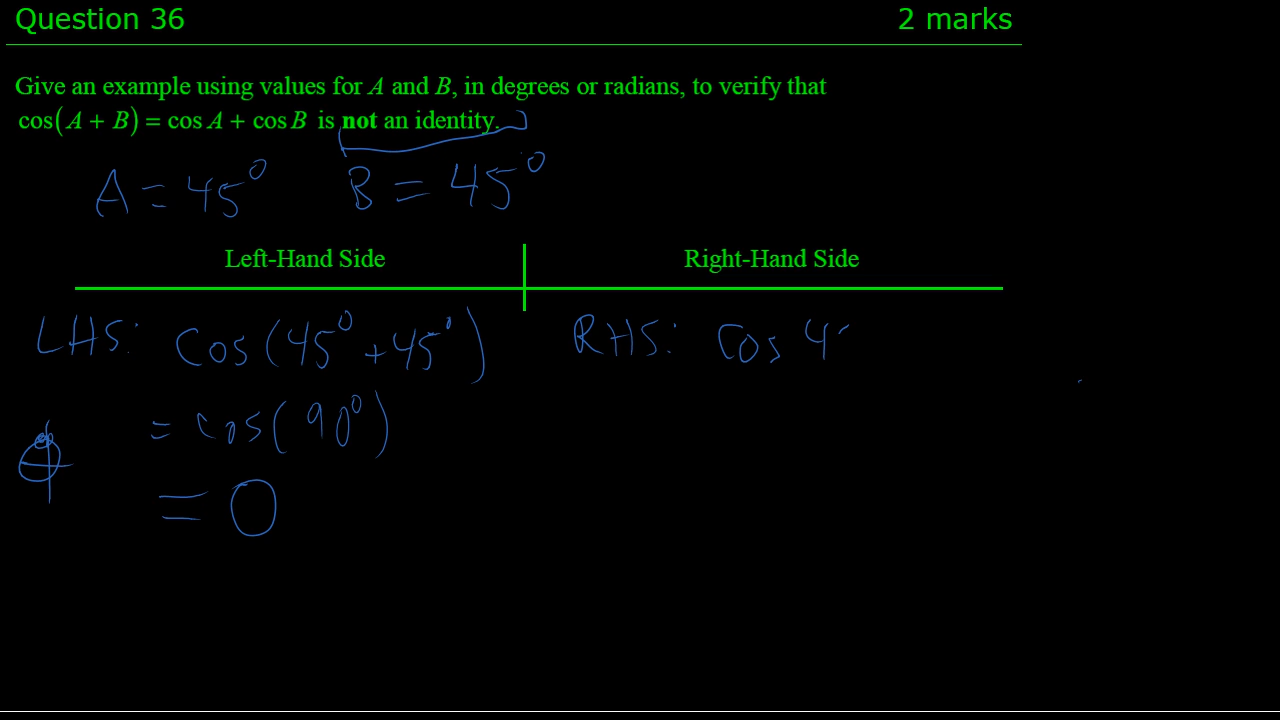 Question 36 2 marks
Give an example using values for A and B, in degrees or radians, to verify that
cos(A + B) = cos A + cos B is not an identity.
A = 45° B = 45°
Left-Hand Side Right-Hand Side
LHS: cos(45° + 45°) RHS: cos 4
= cos(90°)
= 0